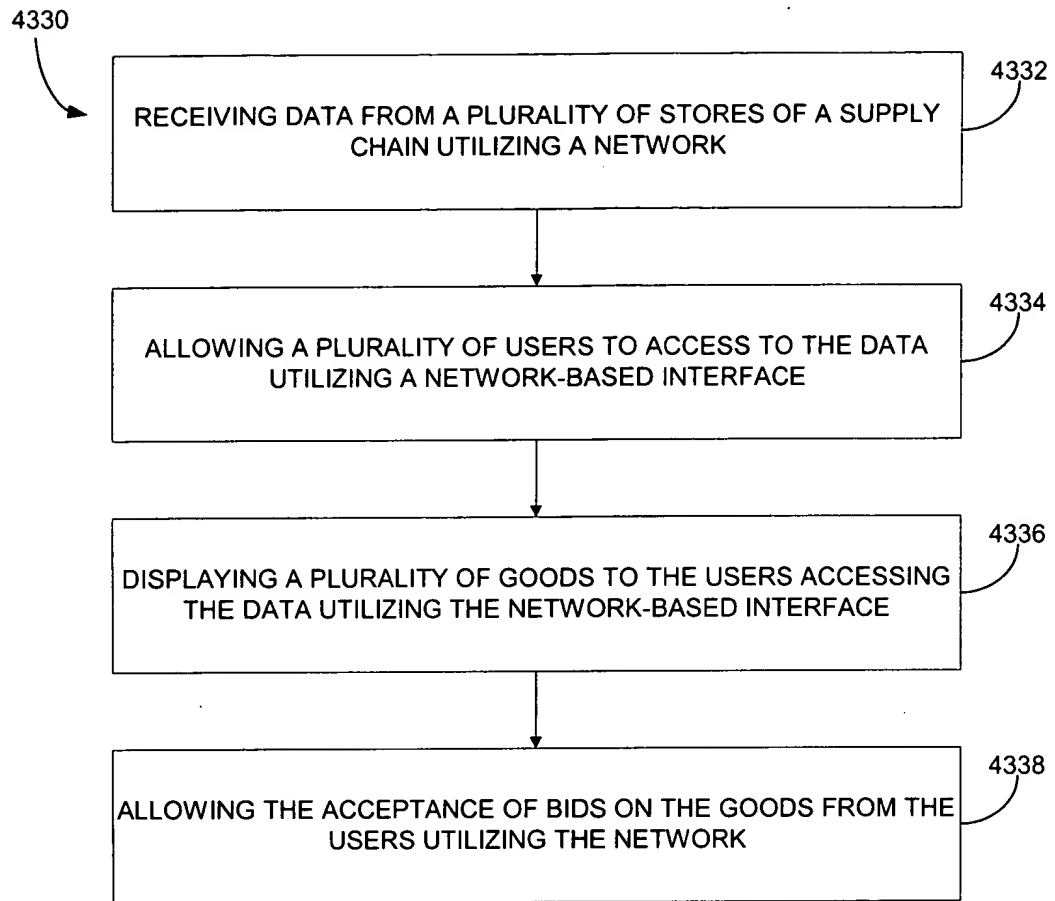 4330
4332
RECEIVING DATA FROM A PLURALITY OF STORES OF A SUPPLY
CHAIN UTILIZING A NETWORK
4334
ALLOWING A PLURALITY OF USERS TO ACCESS TO THE DATA
UTILIZING A NETWORK-BASED INTERFACE
4336
DISPLAYING A PLURALITY OF GOODS TO THE USERS ACCESSING
THE DATA UTILIZING THE NETWORK-BASED INTERFACE
4338
ALLOWING THE ACCEPTANCE OF BIDS ON THE GOODS FROM THE
USERS UTILIZING THE NETWORK